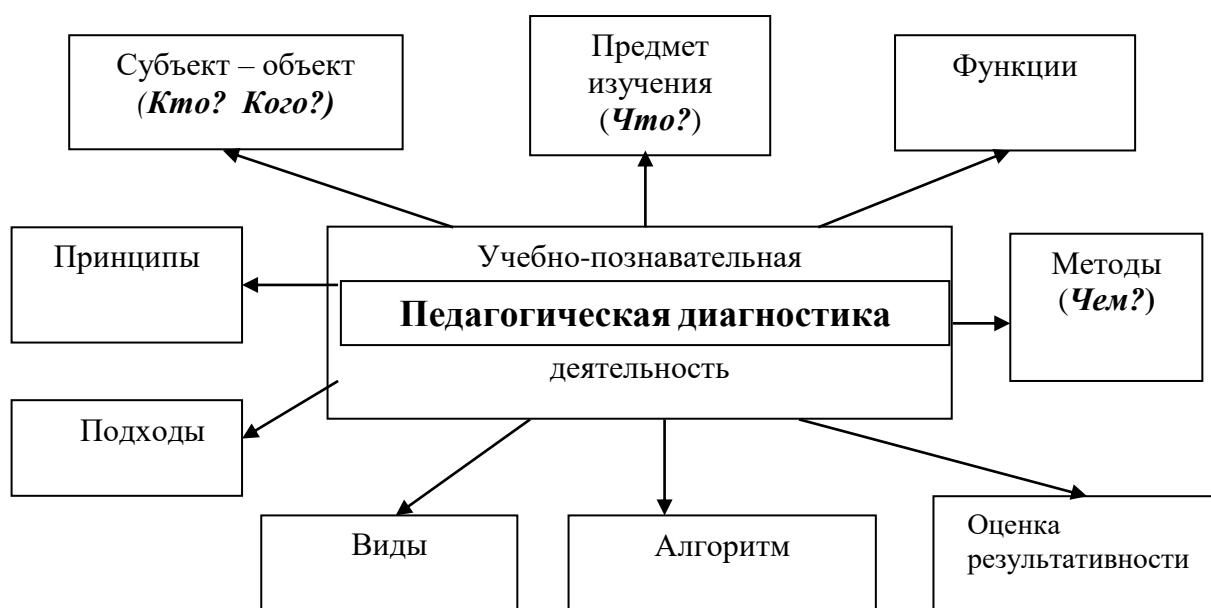 Субъект – объект
(Кто? Кого?)
Предмет
изучения
(Что?)
Функции
Принципы
Учебно-познавательная
Педагогическая диагностика
деятельность
Методы
(Чем?)
Подходы
Виды
Алгоритм
Оценка
результативности